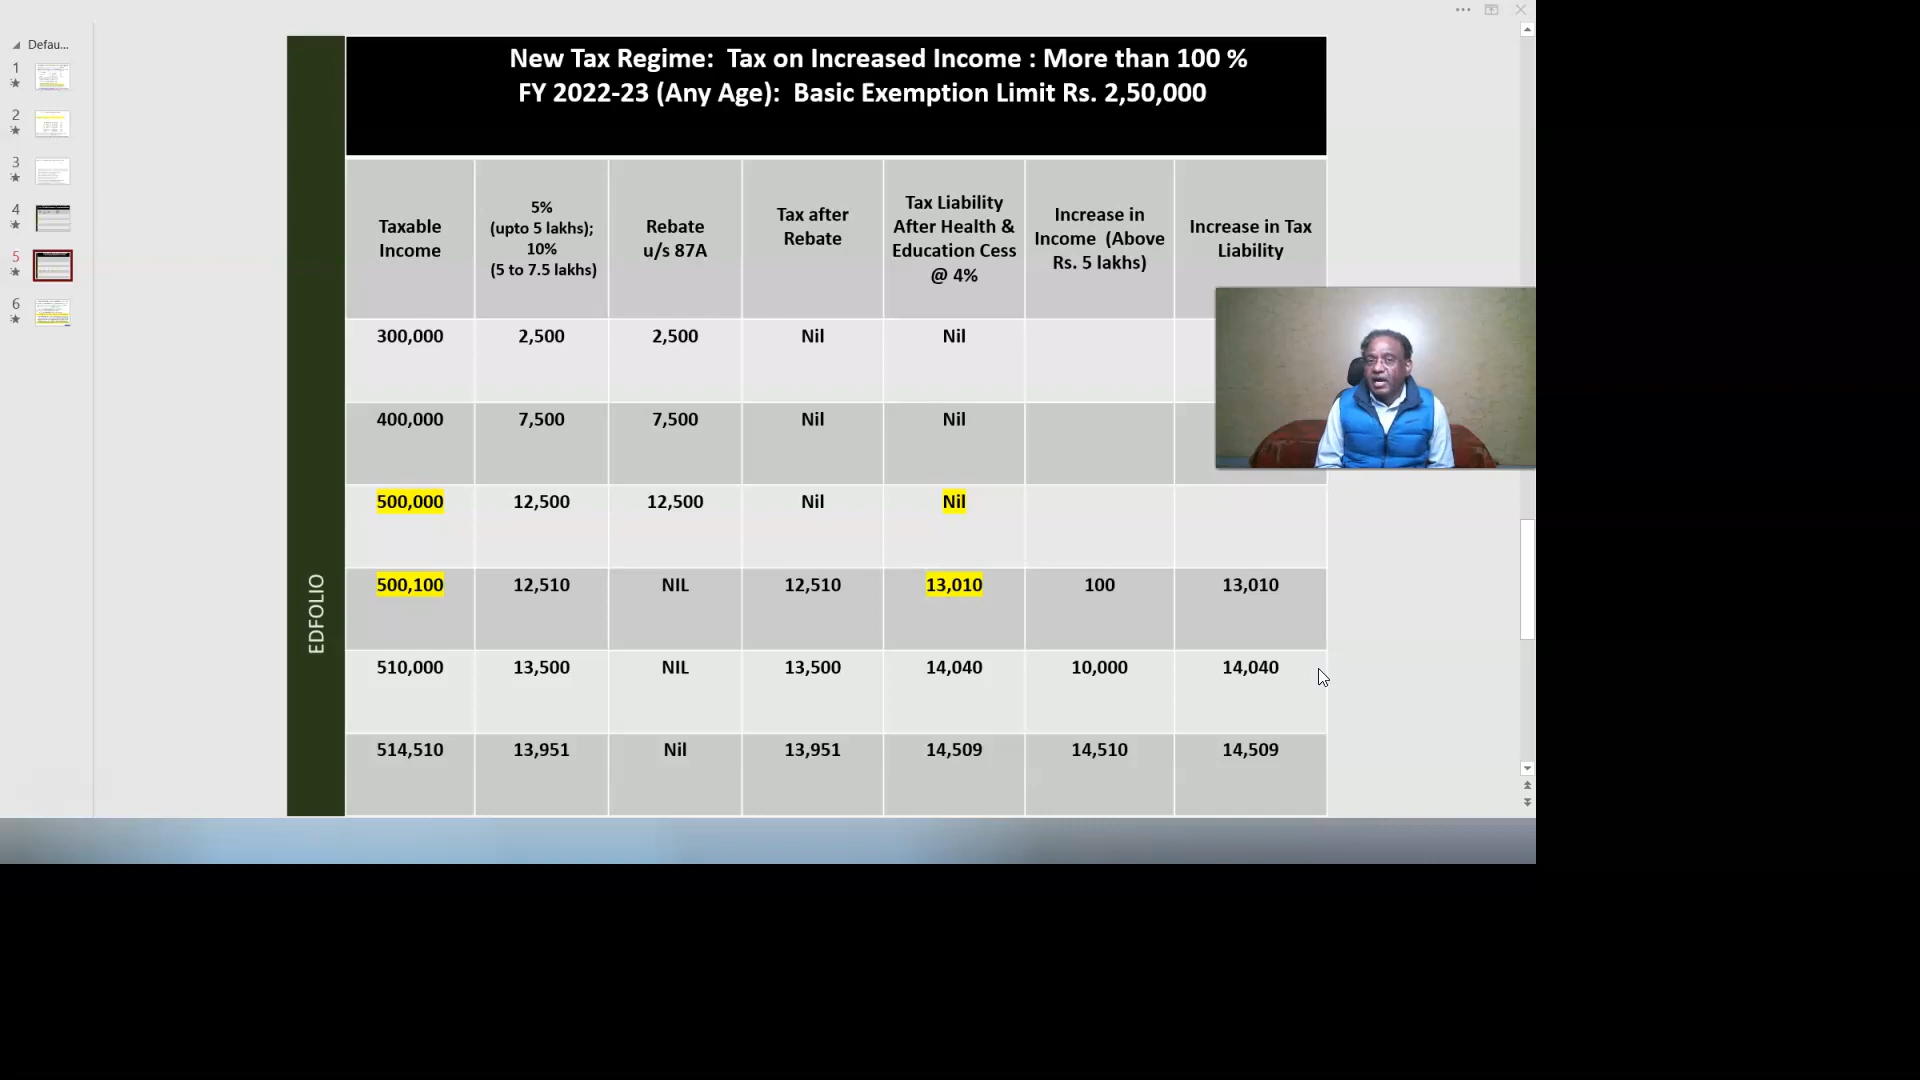 Defau...
1
2
3
4
5
6
EDFOLIO
New Tax Regime: Tax on Increased Income : More than 100 %
FY 2022-23 (Any Age): Basic Exemption Limit Rs. 2,50,000
Taxable
Income
5%
(upto 5 lakhs);
10%
(5 to 7.5 lakhs)
Rebate
u/s 87A
Tax after
Rebate
Tax Liability
After Health &
Education Cess
@ 4%
Increase in
Income (Above
Rs. 5 lakhs)
Increase in Tax
Liability
300,000 2,500 2,500 Nil Nil
400,000 7,500 7,500 Nil Nil
500,000 12,500 12,500 Nil Nil
500,100 12,510 NIL 12,510 13,010 100 13,010
510,000 13,500 NIL 13,500 14,040 10,000 14,040
514,510 13,951 Nil 13,951 14,509 14,510 14,509